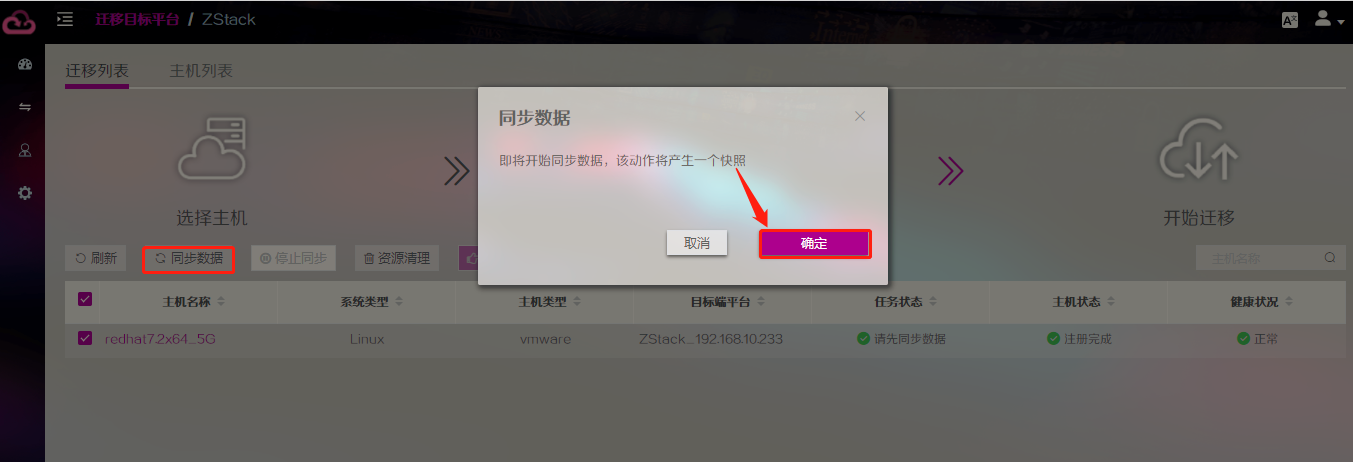 迁移目标平台 / ZStack
迁移列表 主机列表
同步数据
即将开始同步数据，该动作将产生一个快照
取消 确定
选择主机 开始迁移
刷新 同步数据 停止同步 资源清理 主机名称
主机名称 系统类型 主机类型 目标端平台 任务状态 主机状态 健康状况
redhat7.2x64_5G Linux vmware ZStack_192.168.10.233 请先同步数据 注册完成 正常